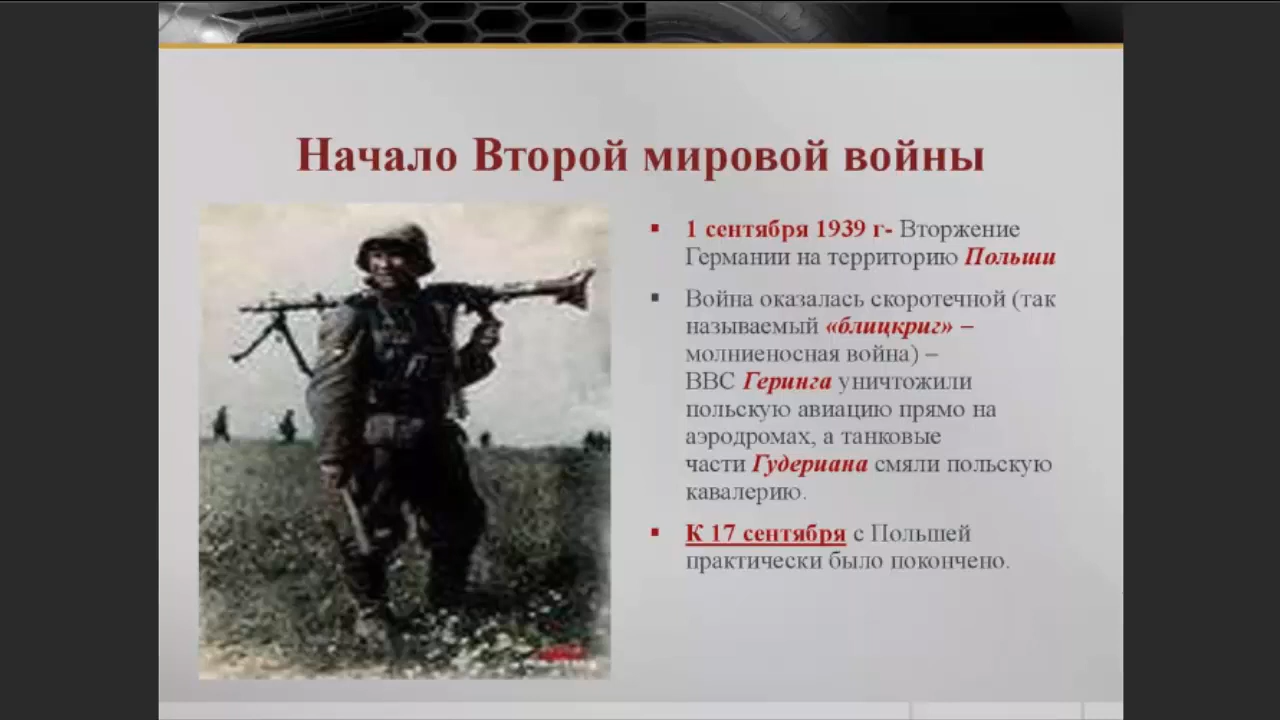 Начало Второй мировой войны
▪ 1 сентября 1939 г- Вторжение
Германии на территорию Польши
▪ Война оказалась скоротечной (так
называемый «блицкриг» –
молниеносная война) –
ВВС Геринга уничтожили
польскую авиацию прямо на
аэродромах, а танковые
части Гудериана смяли польскую
кавалерию.
▪ К 17 сентября с Польшей
практически было покончено.